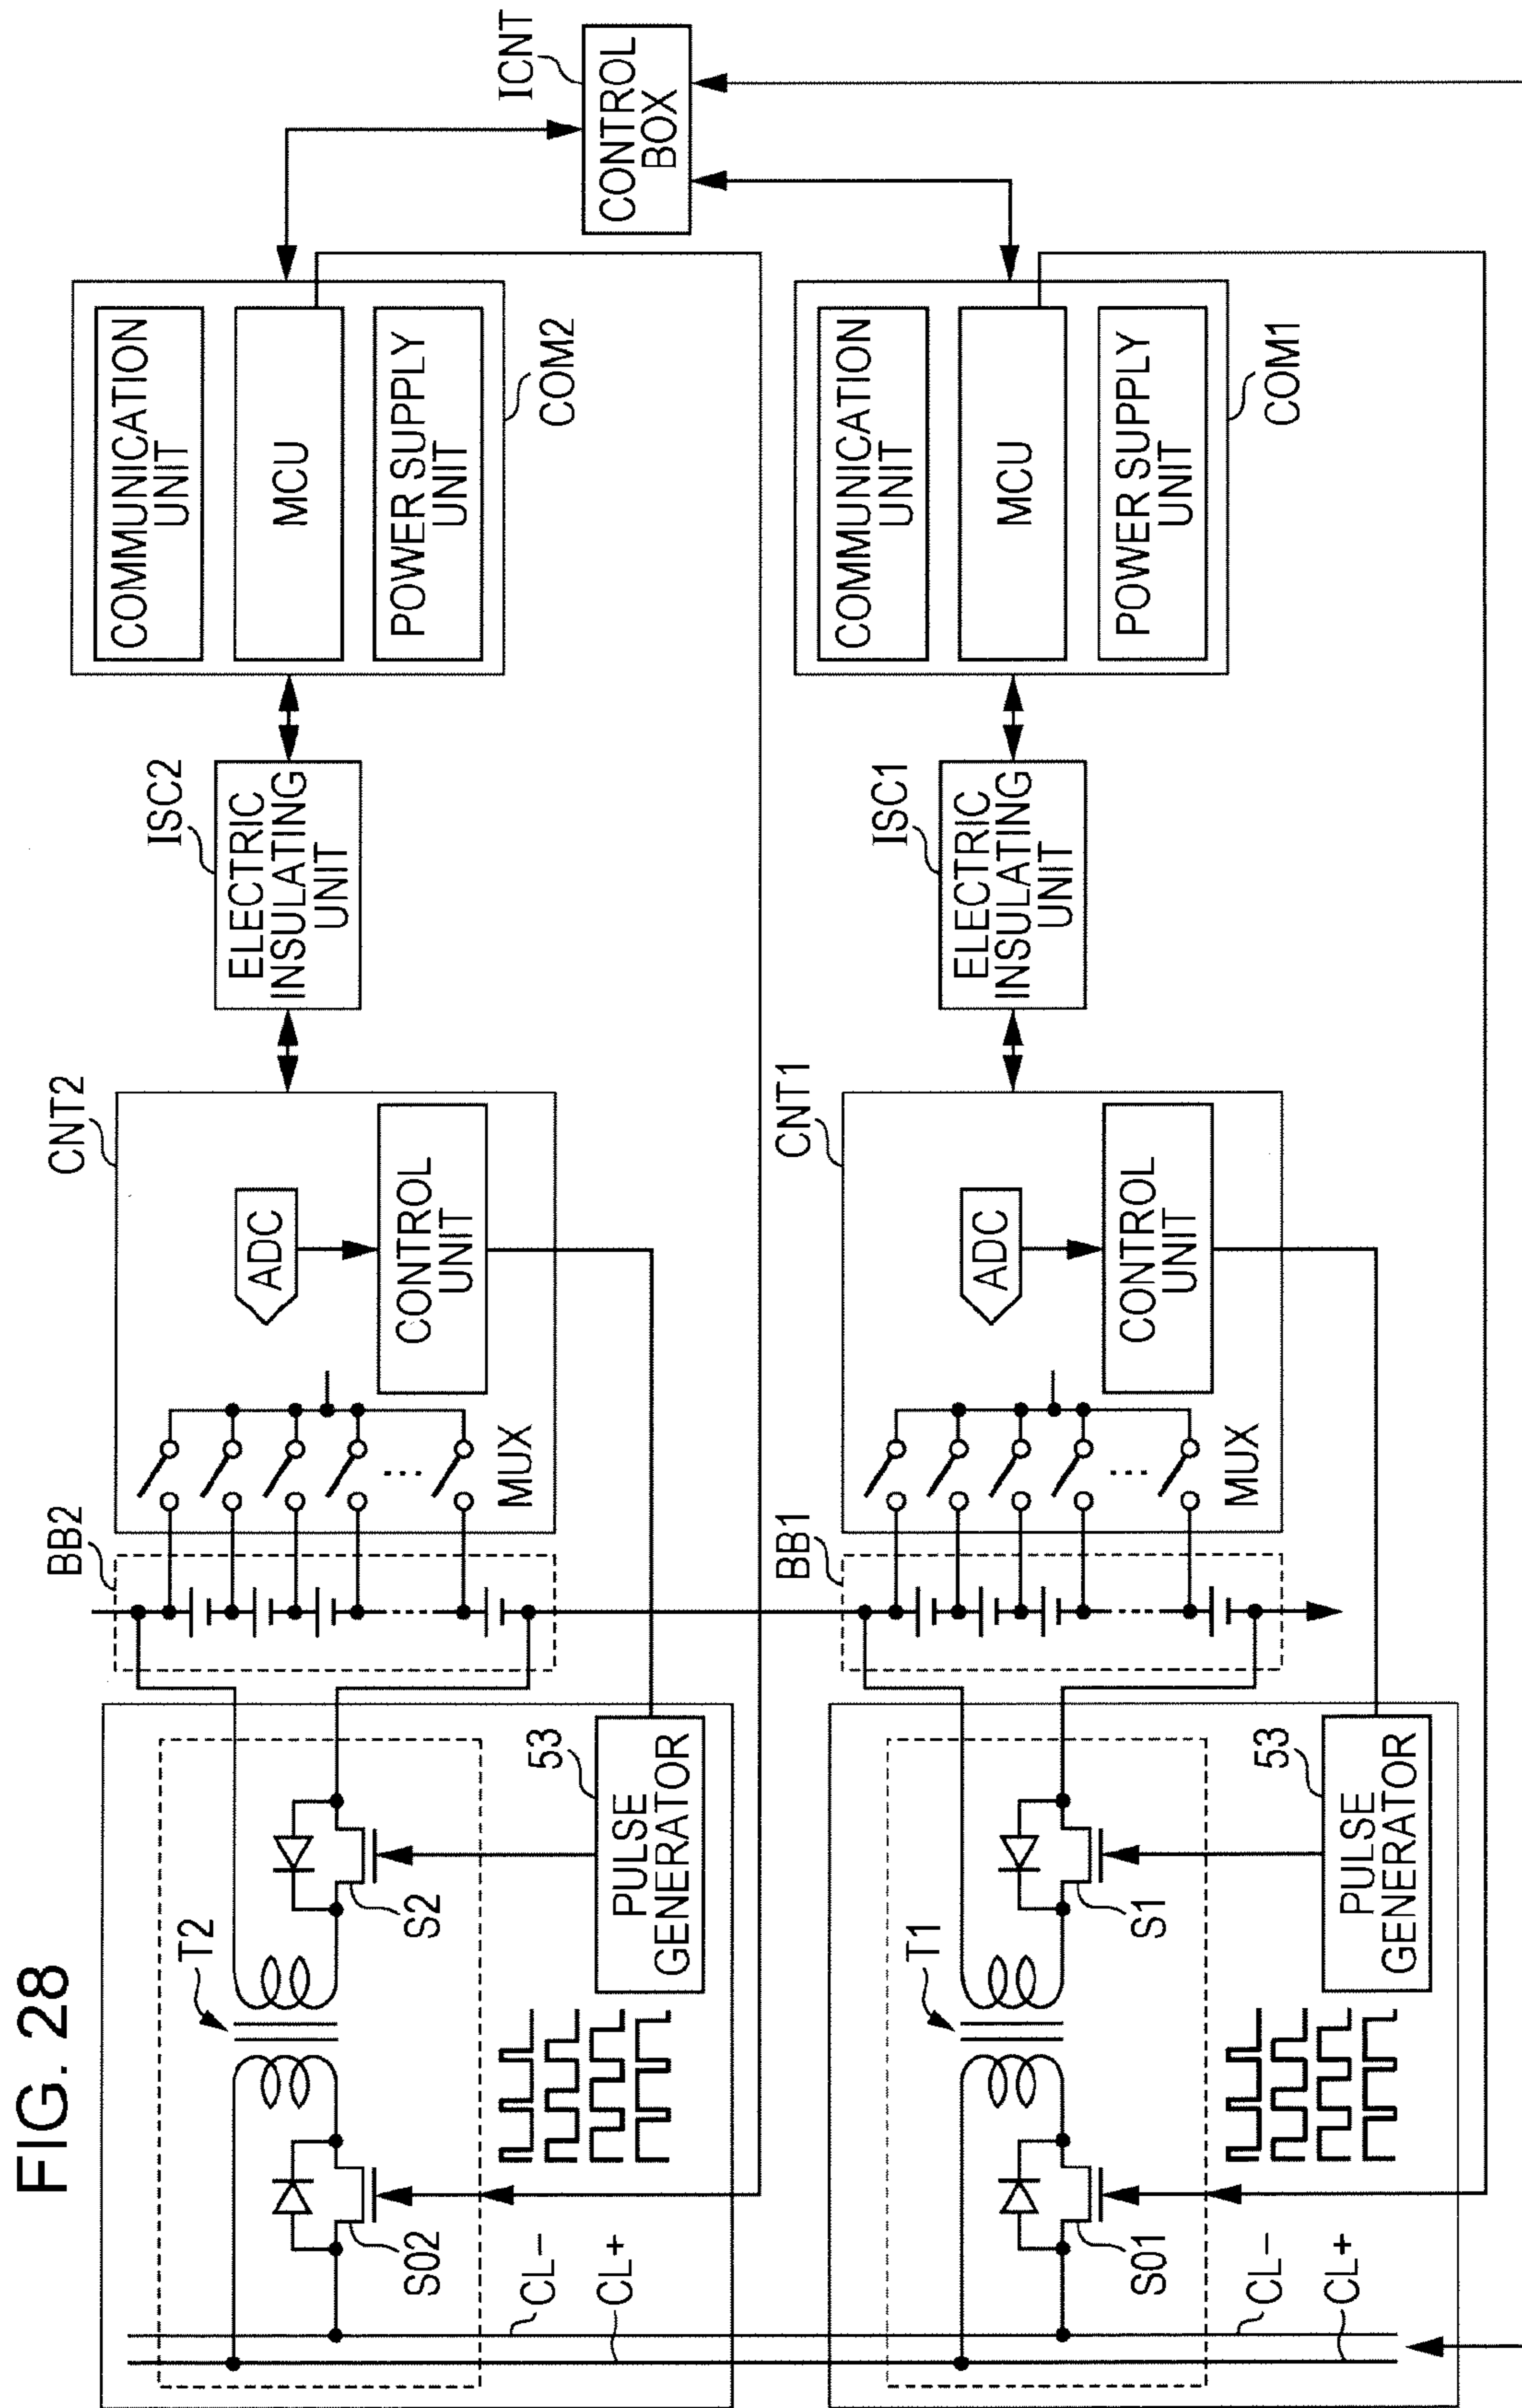 FIG. 28
T2
S02
S2
CL−
CL+
53
PULSE
GENERATOR
BB2
MUX
CNT2
ADC
CONTROL
UNIT
ISC2
ELECTRIC
INSULATING
UNIT
COMMUNICATION
UNIT
MCU
POWER SUPPLY
UNIT
COM2
ICNT
CONTROL
BOX
T1
S01
S1
CL−
CL+
53
PULSE
GENERATOR
BB1
MUX
CNT1
ADC
CONTROL
UNIT
ISC1
ELECTRIC
INSULATING
UNIT
COMMUNICATION
UNIT
MCU
POWER SUPPLY
UNIT
COM1